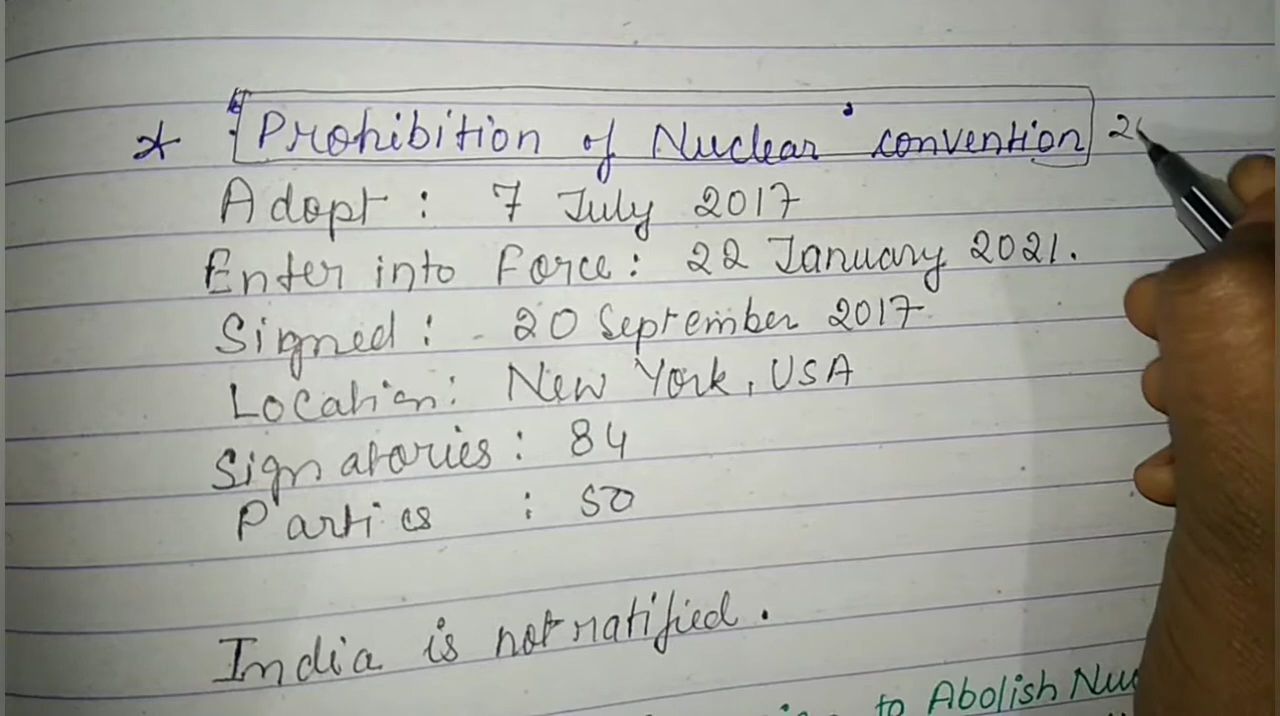 * Prohibition of Nuclear convention
Adopt : 7 July 2017
Enter into Force : 22 January 2021.
Signed : 20 September 2017
Location : New York, USA
Signatories : 84
Parties : 50
India is not ratified.
to Abolish